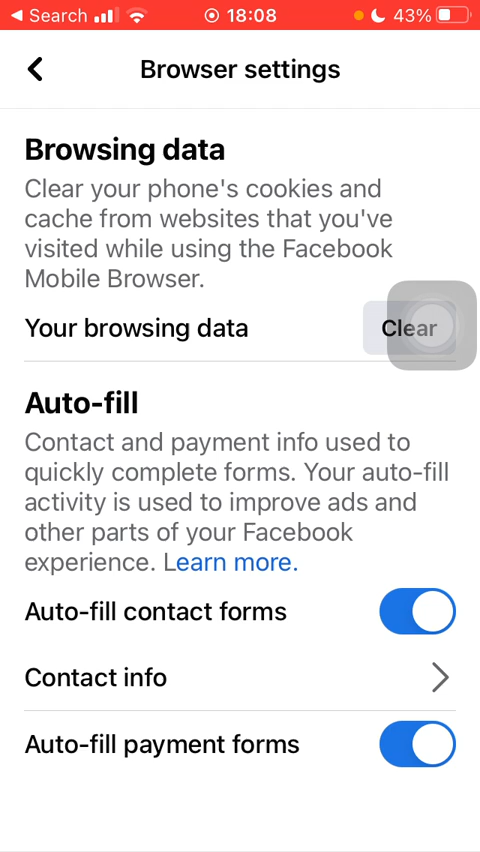 Search 18:08 43%
Browser settings
Browsing data
Clear your phone's cookies and
cache from websites that you've
visited while using the Facebook
Mobile Browser.
Your browsing data Clear
Auto-fill
Contact and payment info used to
quickly complete forms. Your auto-fill
activity is used to improve ads and
other parts of your Facebook
experience. Learn more.
Auto-fill contact forms
Contact info
Auto-fill payment forms